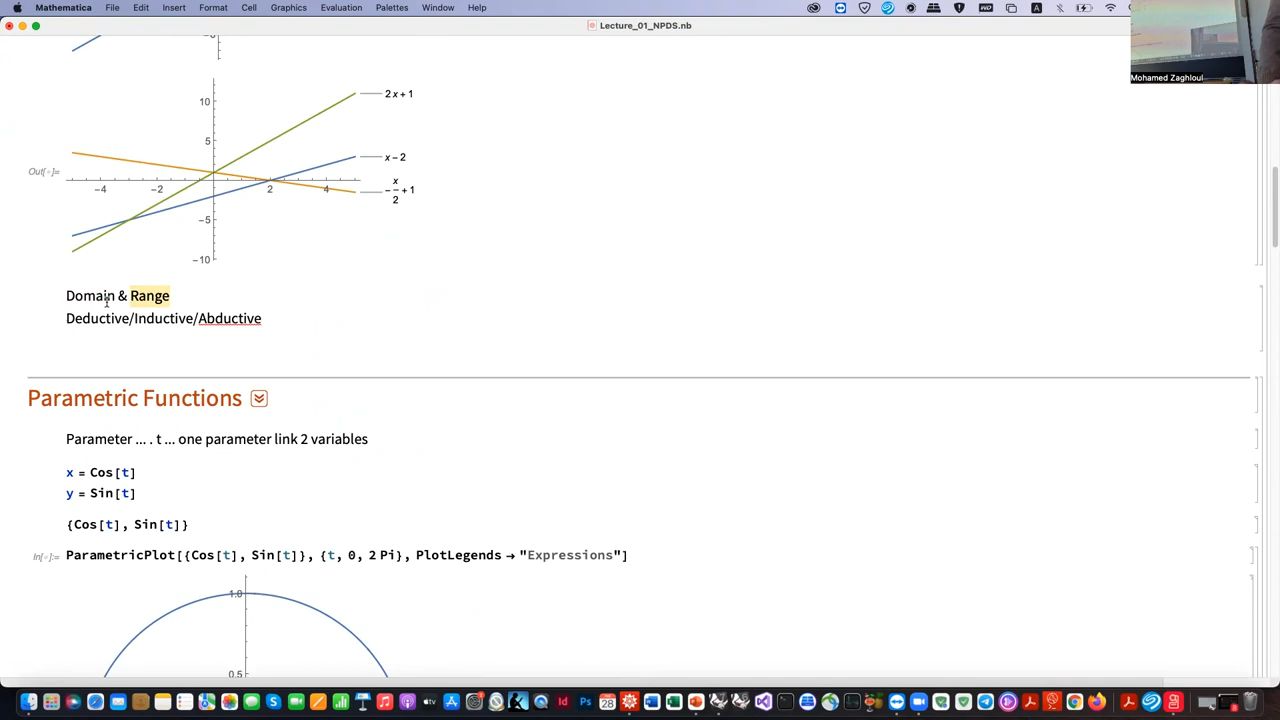 Mathematica File Edit Insert Format Cell Graphics Evaluation Palettes Window Help
Lecture_01_NPDS.nb
Mohamed Zaghloul
10
5
-5
-10
-4
-2
2
4
2 x + 1
x - 2
- x/2 + 1
Out[ ]=
Domain & Range
Deductive/Inductive/Abductive
Parametric Functions
Parameter ... . t ... one parameter link 2 variables
x = Cos[t]
y = Sin[t]
{Cos[t], Sin[t]}
In[ ]:= ParametricPlot[{Cos[t], Sin[t]}, {t, 0, 2 Pi}, PlotLegends → "Expressions"]
1.0
0.5